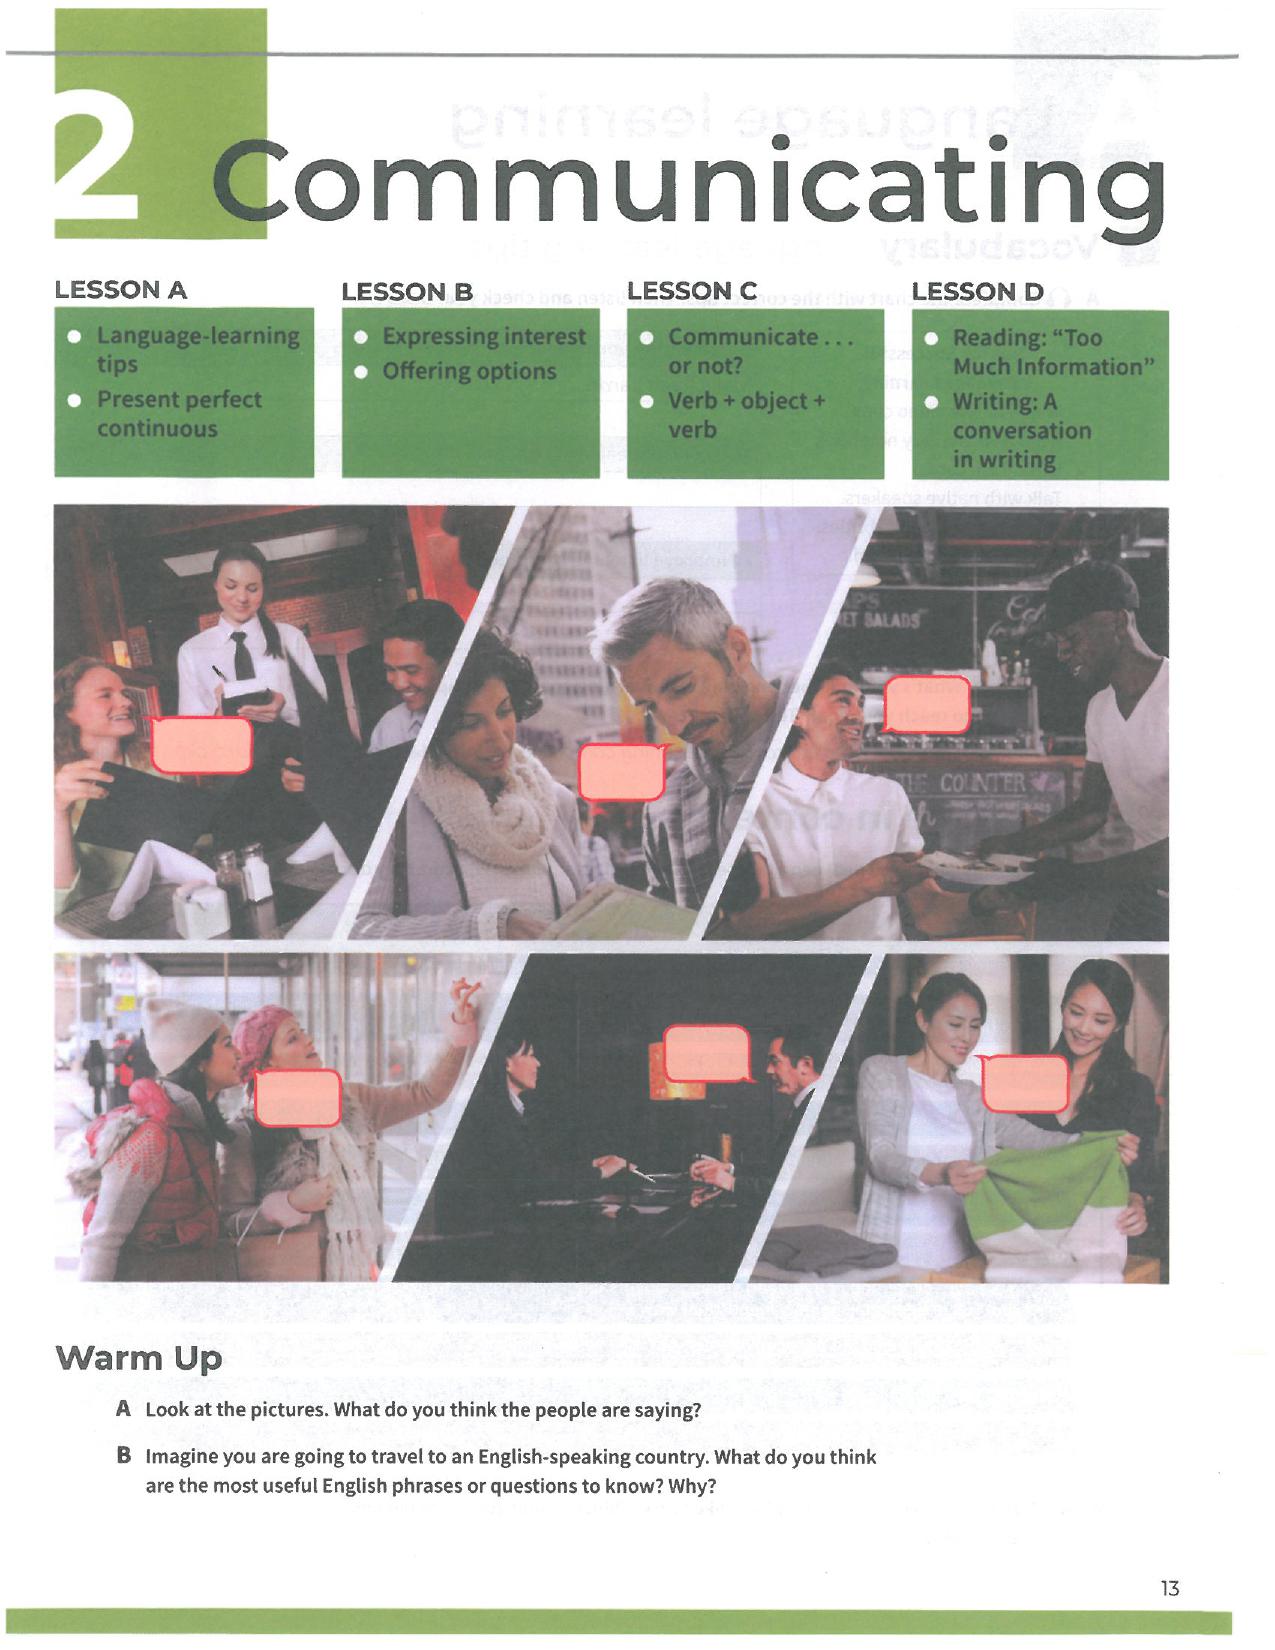 2 Communicating
LESSON A
• Language-learning
tips
• Present perfect
continuous
LESSON B
• Expressing interest
• Offering options
LESSON C
• Communicate . . .
or not?
• Verb + object +
verb
LESSON D
• Reading: “Too
Much Information”
• Writing: A
conversation
in writing
SALADS
THE COUNTER
Warm Up
A Look at the pictures. What do you think the people are saying?
B Imagine you are going to travel to an English-speaking country. What do you think
are the most useful English phrases or questions to know? Why?
13